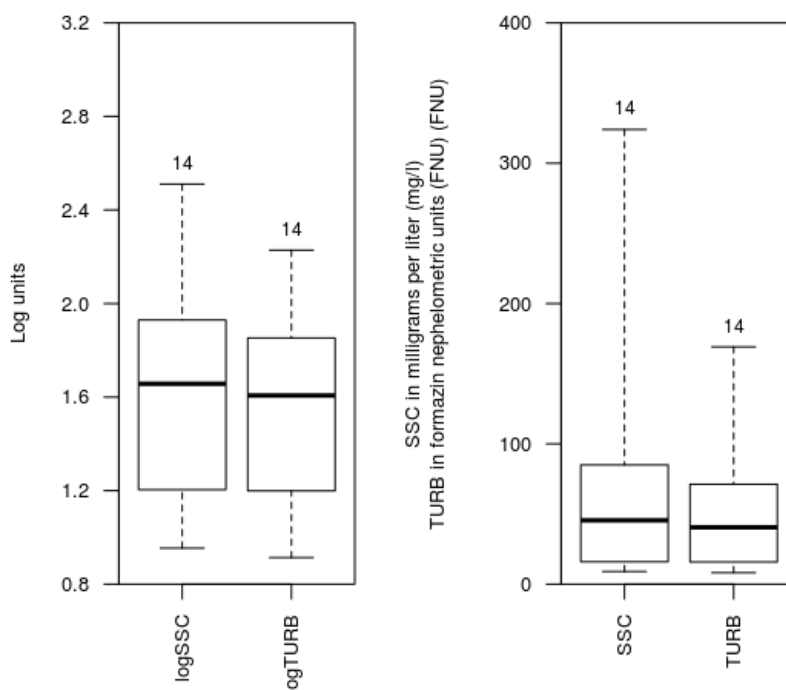 3.2
2.8
2.4
2.0
1.6
1.2
0.8
Log units
14
14
logSSC
ogTURB
400
300
200
100
0
SSC in milligrams per liter (mg/l)
TURB in formazin nephelometric units (FNU) (FNU)
14
14
SSC
TURB